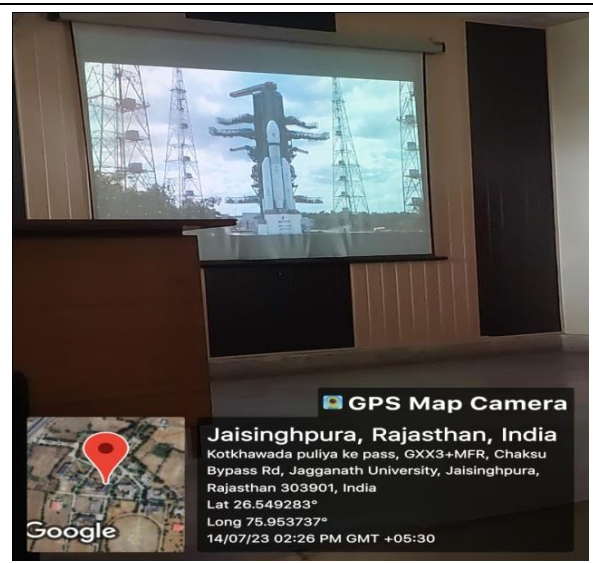 GPS Map Camera
Jaisinghpura, Rajasthan, India
Kotkhawada puliya ke pass, GXX3+MFR, Chaksu
Bypass Rd, Jagganath University, Jaisinghpura,
Rajasthan 303901, India
Lat 26.549283°
Long 75.953737°
14/07/23 02:26 PM GMT +05:30
Google